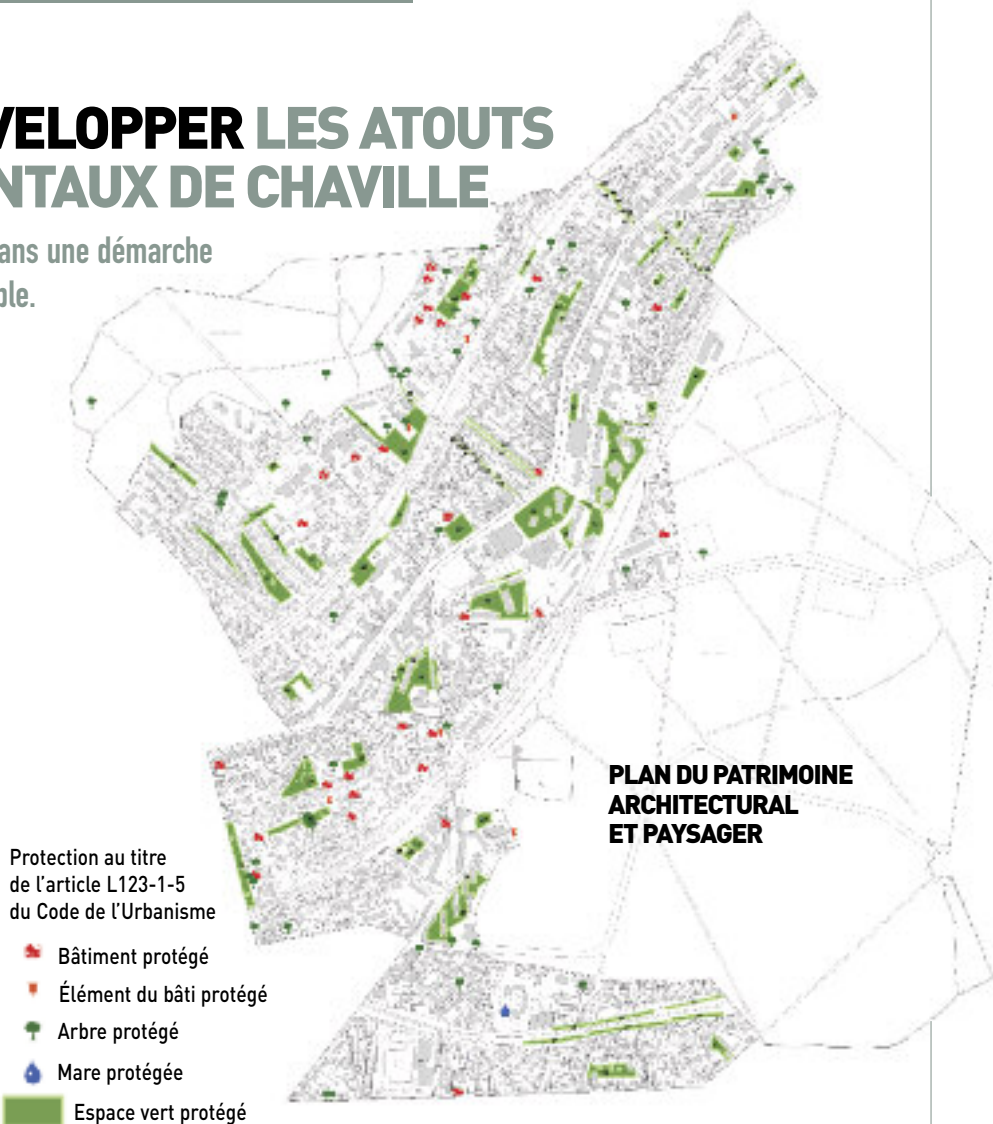 VELOPPER LES ATOUTS
NTAUX DE CHAVILLE
ans une démarche
ble.
PLAN DU PATRIMOINE
ARCHITECTURAL
ET PAYSAGER
Protection au titre
de l'article L123-1-5
du Code de l'Urbanisme
Bâtiment protégé
Élément du bâti protégé
Arbre protégé
Mare protégée
Espace vert protégé